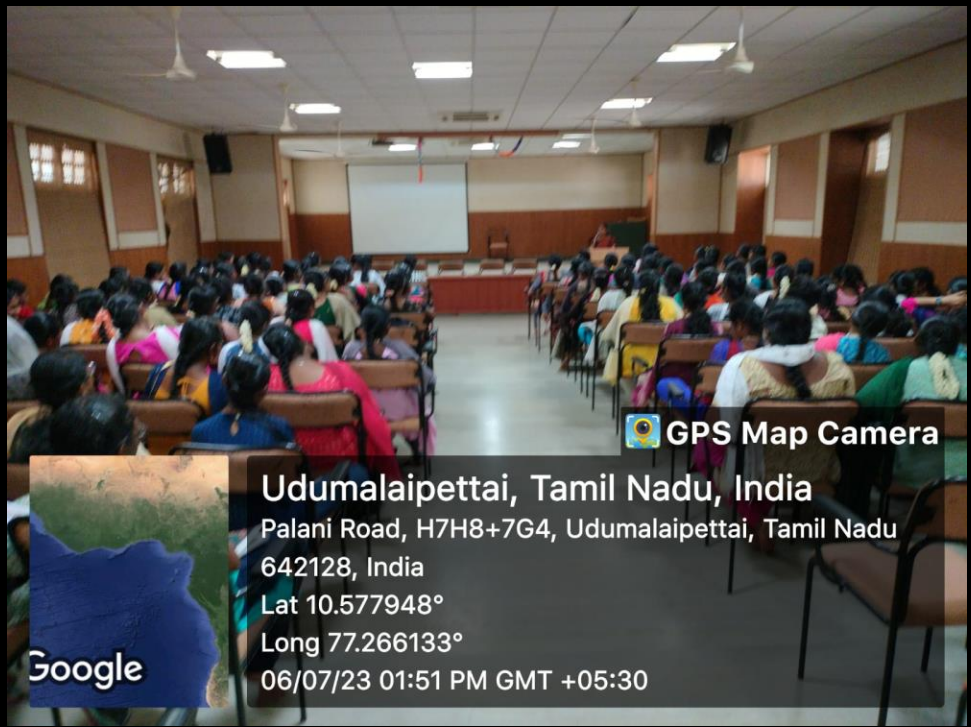 GPS Map Camera
Udumalaipettai, Tamil Nadu, India
Palani Road, H7H8+7G4, Udumalaipettai, Tamil Nadu
642128, India
Lat 10.577948°
Long 77.266133°
06/07/23 01:51 PM GMT +05:30
Google